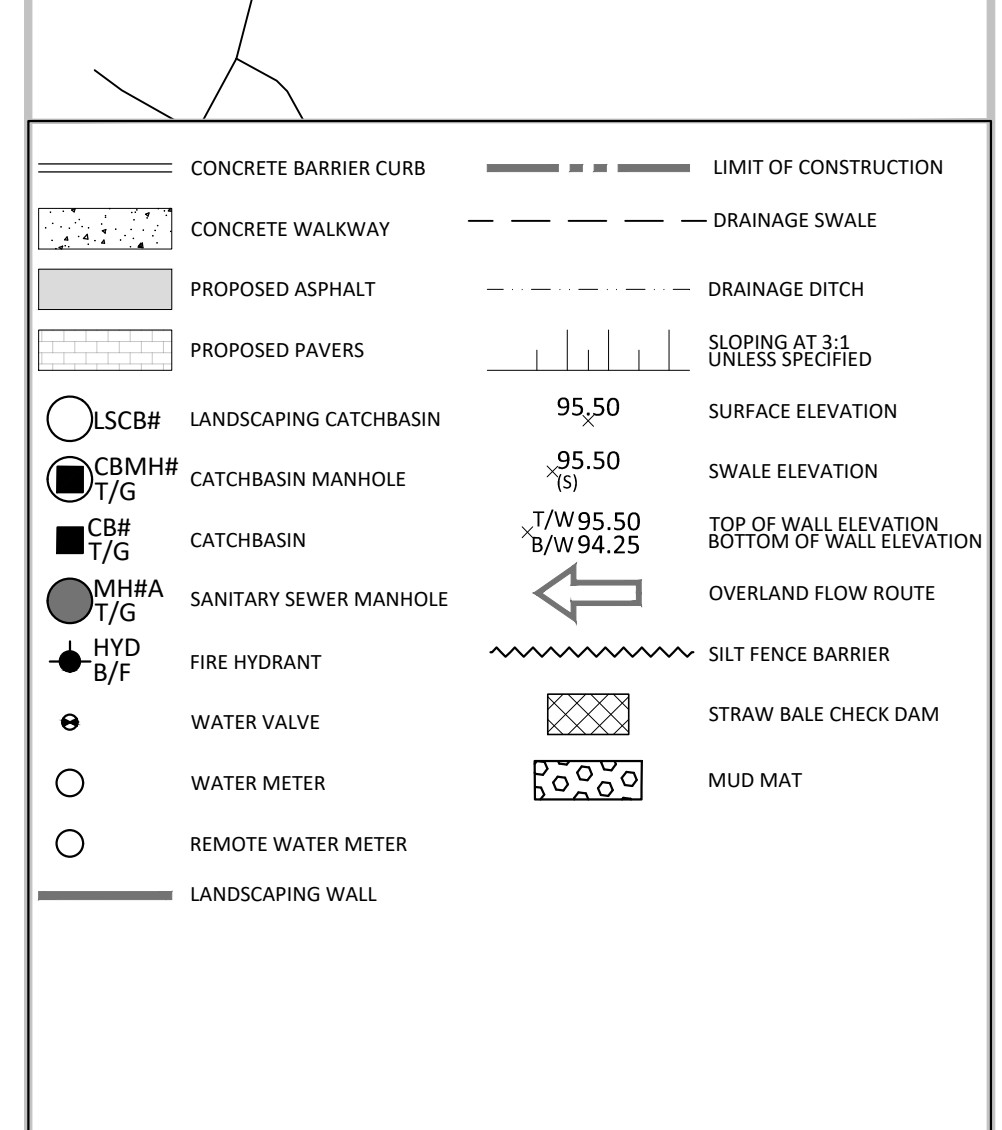 CONCRETE BARRIER CURB
CONCRETE WALKWAY
PROPOSED ASPHALT
PROPOSED PAVERS
LSCB# LANDSCAPING CATCHBASIN
CBMH#
T/G
CATCHBASIN MANHOLE
CB#
T/G
CATCHBASIN
MH#A
T/G
SANITARY SEWER MANHOLE
HYD
B/F
FIRE HYDRANT
WATER VALVE
WATER METER
REMOTE WATER METER
LANDSCAPING WALL
LIMIT OF CONSTRUCTION
DRAINAGE SWALE
DRAINAGE DITCH
SLOPING AT 3:1
UNLESS SPECIFIED
95.50 SURFACE ELEVATION
95.50
(S)
SWALE ELEVATION
T/W 95.50
B/W 94.25
TOP OF WALL ELEVATION
BOTTOM OF WALL ELEVATION
OVERLAND FLOW ROUTE
SILT FENCE BARRIER
STRAW BALE CHECK DAM
MUD MAT